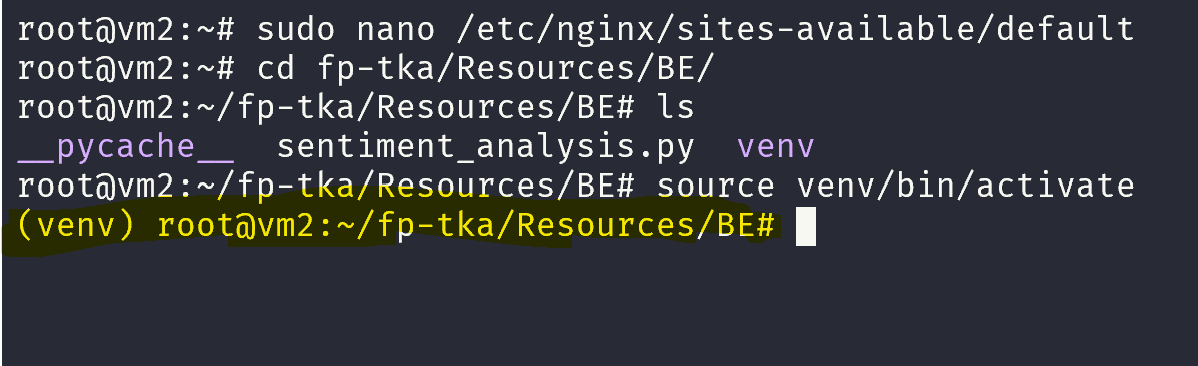 root@vm2:~# sudo nano /etc/nginx/sites-available/default
root@vm2:~# cd fp-tka/Resources/BE/
root@vm2:~/fp-tka/Resources/BE# ls
__pycache__  sentiment_analysis.py  venv
root@vm2:~/fp-tka/Resources/BE# source venv/bin/activate
(venv) root@vm2:~/fp-tka/Resources/BE#